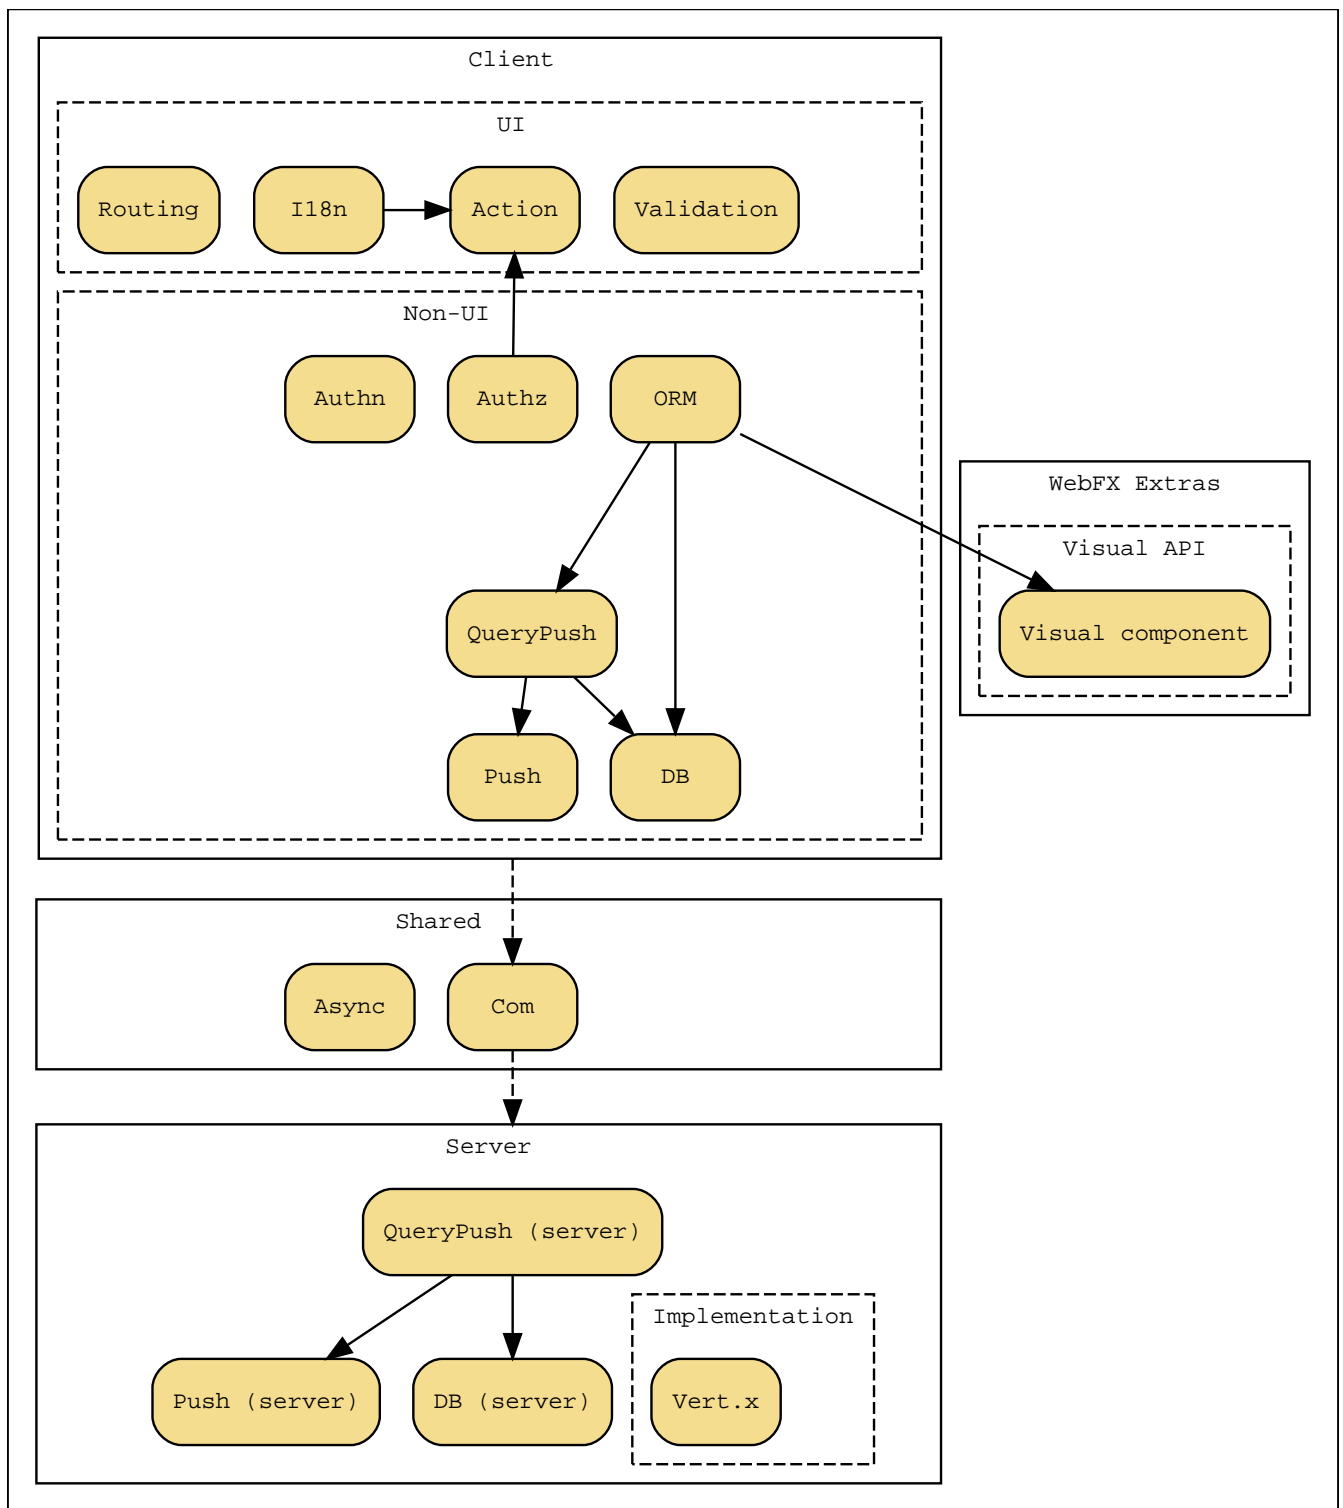 Client
UI
Routing
I18n
Action
Validation
Non-UI
Authn
Authz
ORM
WebFX Extras
Visual API
QueryPush
Visual component
Push
DB
Shared
Async
Com
Server
QueryPush (server)
Implementation
Push (server)
DB (server)
Vert.x